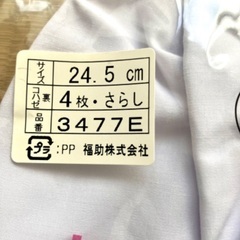 サイズ 24.5 cm
コハゼ 裏 4枚・さらし
品番 3477E
プラ :PP 福助株式会社